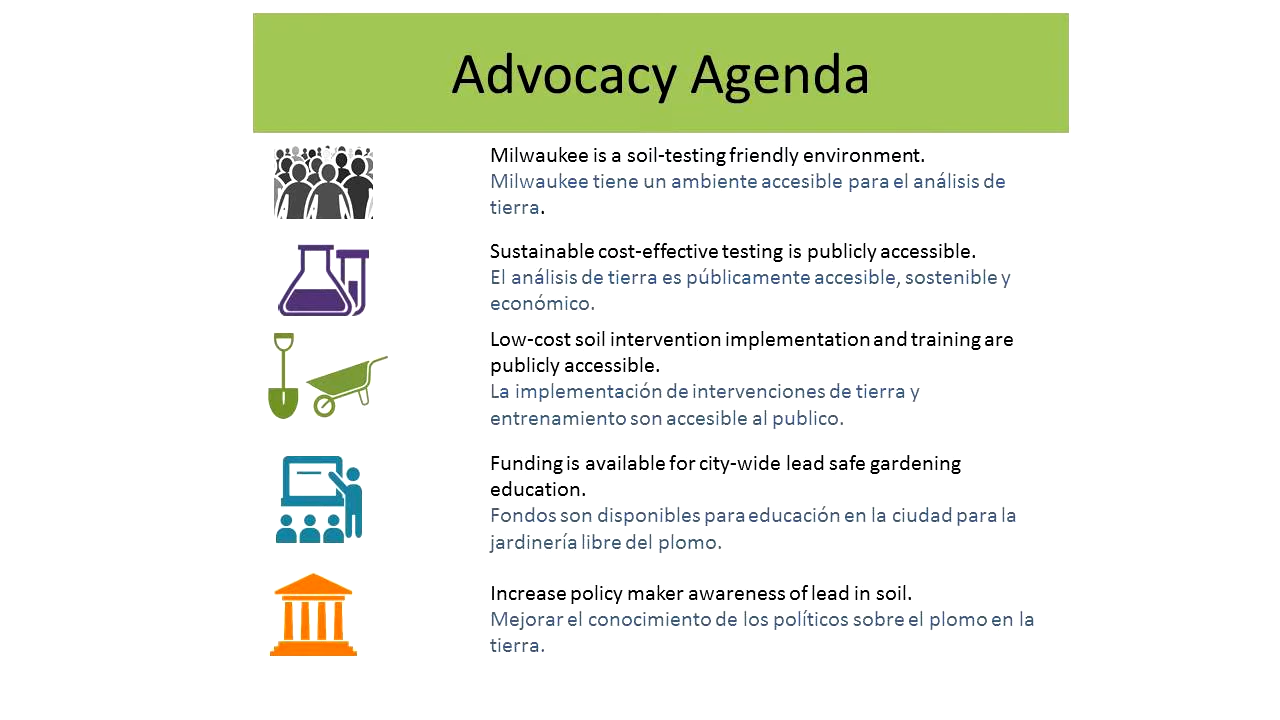 Advocacy Agenda
Milwaukee is a soil-testing friendly environment.
Milwaukee tiene un ambiente accesible para el análisis de
tierra.
Sustainable cost-effective testing is publicly accessible.
El análisis de tierra es públicamente accesible, sostenible y
económico.
Low-cost soil intervention implementation and training are
publicly accessible.
La implementación de intervenciones de tierra y
entrenamiento son accesible al publico.
Funding is available for city-wide lead safe gardening
education.
Fondos son disponibles para educación en la ciudad para la
jardinería libre del plomo.
Increase policy maker awareness of lead in soil.
Mejorar el conocimiento de los políticos sobre el plomo en la
tierra.